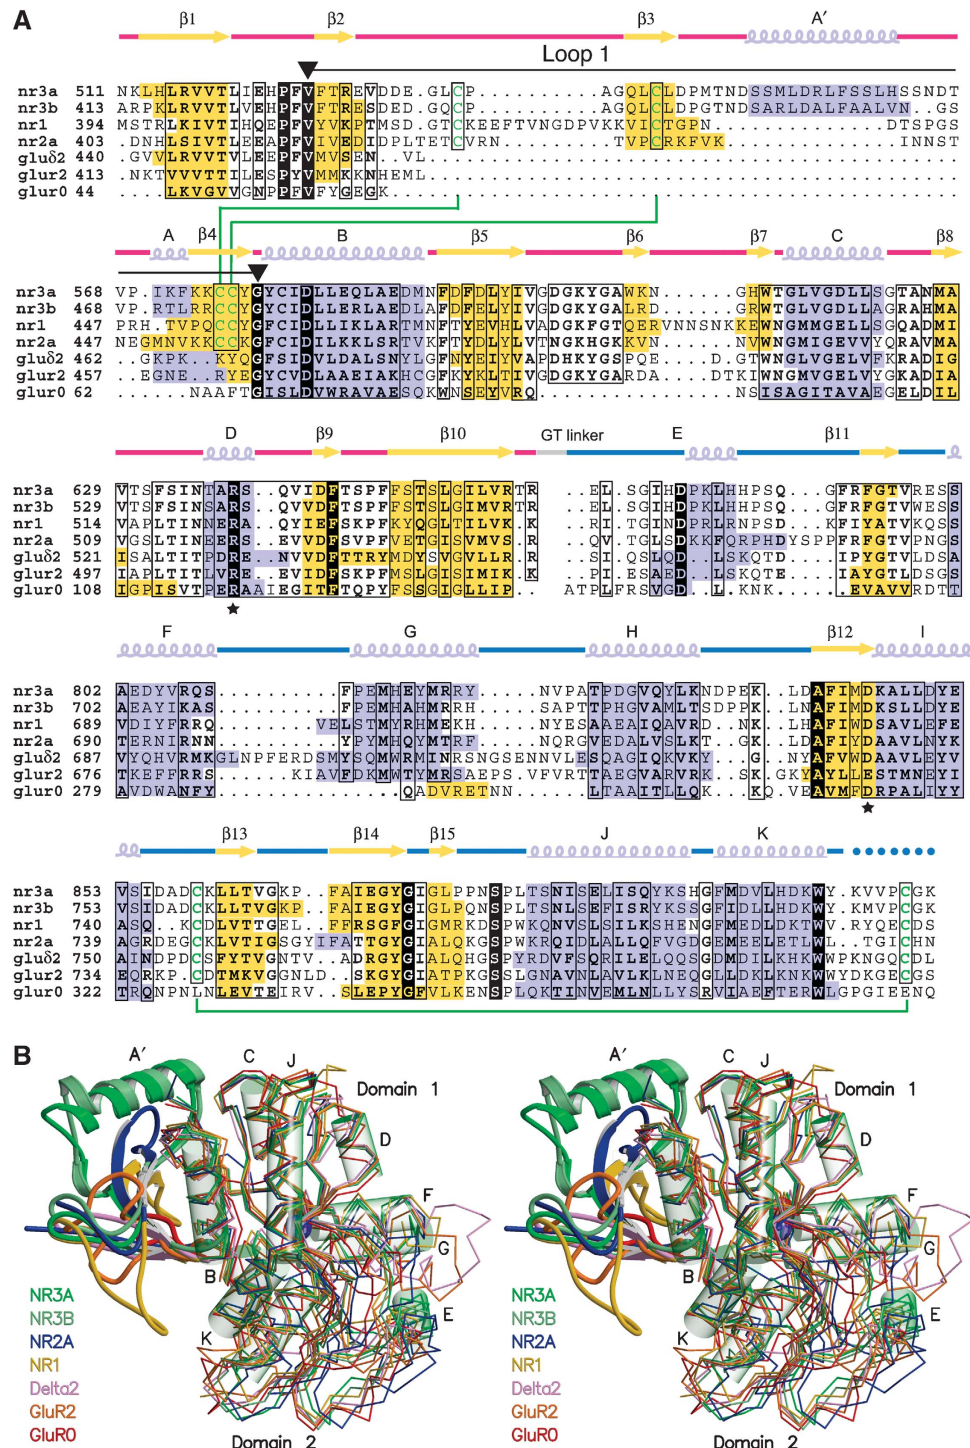 A
β1 β2 β3 A′
Loop 1
nr3a 511 NKLHLRVVTLIEHPFVFTREVDDE.GLCP...........AGQLCLDPMTNDSSMLDRLFSSLHSSNDT
nr3b 413 ARPKLRVVTLVEHPFVFTRESDED.GQCP...........AGQLCLDPGTNDSARLDALFAALVN..GS
nr1 394 MSTRLKIVTIHQEPFVYVKPTMSD.GTCKEEFTVNGDPVKKVICTGPN................DTSPGS
nr2a 403 .DNHLSIVTLEEAPFVIVEDIDPLTETCVRN.........TVPCRKFVK...............INNST
gluδ2 440 .GVVLRVVTVLEEPFVMVSEN..VL............................................
glur2 413 .NKTVVVTTILESPYVMMKKNHEML............................................
glur0 44 ....LKVGVVGNPPFVFYGEGK...............................................
A β4 B β5 β6 β7 C β8
nr3a 568 VP.IKFKKCCYGYCIDLLEQLAEDMNFDFDLYIVGDGKYGAWKN.......GHWTGLVGDLLSGTANMA
nr3b 468 VP.RTLRRCCYGYCIDLLERLAEDLAFDFELYIVGDGKYGALRD.......GRWTGLVGDLLAGRAHMA
nr1 447 PRH.TVPQCCYGFCIDLLIKLARTMNFTYEVHLVADGKFGTQERVNNSNKKEWNGMMGELLSGQADMI
nr2a 447 NEGMNVKKCCKGFCIDILKKLSRTVKFTYDLYLVTNGKHGKKVN.......NVWNGMIGEVVYQRAVMA
gluδ2 462 ..GKPK..KYQGFSIDVLDALSNYLGFNYEIYVAPDHKYGSPQE...DGTWNGLVGELVFKRADIG
glur2 457 ..EGNE..RYEGYCVDLAAEIAKHCGFKYKLTIVGDGKYGARDA...DTKIWNGMVGELVYGKADIA
glur0 62 ....NAAFTGISLDVWRAVAESQKWNSEYVRQ.............NSISAGITAVAEGELDIL
D β9 β10 GT linker E β11
nr3a 629 VTSFSINTARS..QVIDFTSPFFSTSLGILVRTR ..EL.SGIHDPKLHHPSQ...GFRFGTVRESS
nr3b 529 VTSFSINSARS..QVVDFTSPFFSTSLGIMVRTR ..EL.SGIHDPKLHHPSQ...GFRFGTVWESS
nr1 514 VAPLTINNERA..QYIEFSKPFKYQGLTILVK.K ..RI.TGINDPRLRNPSD...KFIYATVKQSS
nr2a 509 VGSLTINEERS..EVVDFSVPFVETGISVMVS.R ..QV.TGLSDKKFQRPHDYSPPFRFGTVPNGS
gluδ2 521 ISALTITPDRE..NVVDFTTRYMDYSVGVLLR.R ..SI.QSLQD..LSKQTD...IPYGTVLDSA
glur2 497 IAPLTITLVRE..EVIDFSKPFMSLGISIMIK.K ..PI.ESAED..LSKQTE...IAYGTLDSGS
glur0 108 IGPISVTPERAAIEGITFTQPYFSSGIGLLIP.. ATPLFRSVGD..L.KNK.....EVAVVRDTT
F G H β12 I
nr3a 802 AEDYVRQS............FPEMHEYMRRY.....NVPATPDGVQYLKNDPEK..LDAFIMDKALLDYE
nr3b 702 AEAYIKAS............FPEMHAHMRRH.....SAPTTPHGVAMLTSDPPK..LNAFIMDKSLLDYE
nr1 689 VDIYFRRQ..........VELSTMYRHMEKH.....NYESAAEAIQAVRD..NK..LHAFIWDSAVLEFE
nr2a 690 TERNIRNN............YPYMHQYMTRF.....NQRGVEDALVSLKT..GK..LDAFIYDAAVLNYK
gluδ2 687 VYQHVRMKGLNPFERDSMYSQMWRMINRSNGSENNVLESQAGIQKVKY..G..NYAFVWDAAVLEYV
glur2 676 TKEFFRRS.......KIAVFDKMWTYMRSAEPS.VFVRTTAEGVARVRK..SKGKYAYLLESTMNEYI
glur0 279 AVDWANFY............QADVRETNN.......LTAAITLLQK..KQ..VEAVMFDRPALIYY
β13 β14 β15 J K
nr3a 853 VSIDADCKLLTVGKP..FAIEGYGIGLPPNSPLTSNISELISQYKSHGFMDVLHDKWY.KVVPCGK
nr3b 753 VSIDADCKLLTVGKP..FAIEGYGIGLPQNSPLTSNLSEFISRYKSSGFIDLLHDKWY.KMVPCGK
nr1 740 ASQ..KCDLVTTGEL..FFRSGFGIGMRKDSPWKQNVSLSILKSHENGFMEDLDKTWV.RYQECDS
nr2a 739 AGRDEGCKLVTIGSGYIFATTGYGIALQKGSPWKRQIDLALLQFVGDGEMEELETLWL..TGICHN
gluδ2 750 AINDPDCSFYTVGNTV..ADRGYGIALQHGSPYRDVFSQRILELQQSGDMDILKHKWWPKNGQCDL
glur2 734 EQRKP.CDTMKVGGNLD..SKGYGIATPKGSSLGNAVNLAVLKLNEQGLLDKLKNKWWYDKGECGS
glur0 322 TRQNPNLNLEVTEIRV..SLEPYGFVLKENSPLQKTINVEMLNLLYSRVIAEFTERWLGPGIEENQ
B
A′ C J Domain 1 D F G E B K
NR3A
NR3B
NR2A
NR1
Delta2
GluR2
GluR0
Domain 2
A′ C J Domain 1 D F G E B K
NR3A
NR3B
NR2A
NR1
Delta2
GluR2
GluR0
Domain 2